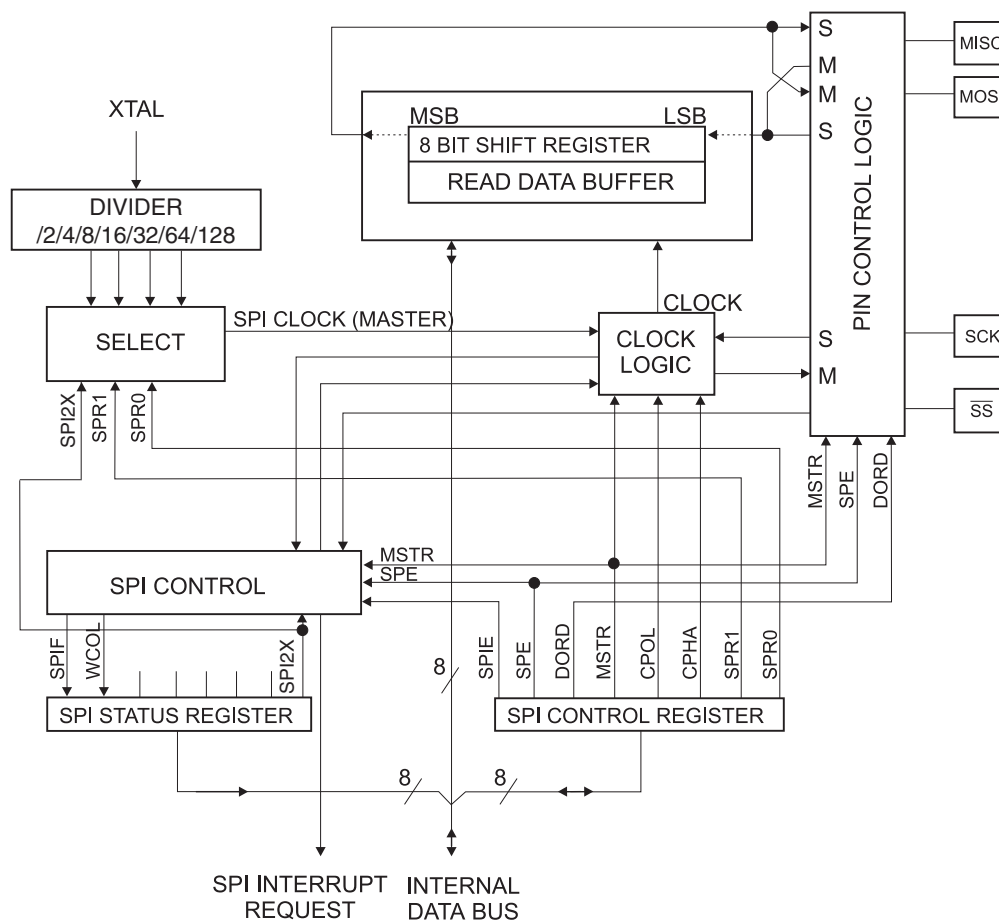 S
MISO
M
MSB
LSB
M
MOSI
XTAL
S
8 BIT SHIFT REGISTER
READ DATA BUFFER
DIVIDER
/2/4/8/16/32/64/128
PIN CONTROL LOGIC
CLOCK
SPI CLOCK (MASTER)
SELECT
CLOCK
LOGIC
S
SCK
M
SPI2X
SPR1
SPR0
SS
MSTR
SPE
DORD
MSTR
SPE
SPI CONTROL
SPIF
WCOL
SPI2X
8
SPIE
SPE
DORD
MSTR
CPOL
CPHA
SPR1
SPR0
SPI STATUS REGISTER
SPI CONTROL REGISTER
8
8
SPI INTERRUPT
REQUEST
INTERNAL
DATA BUS